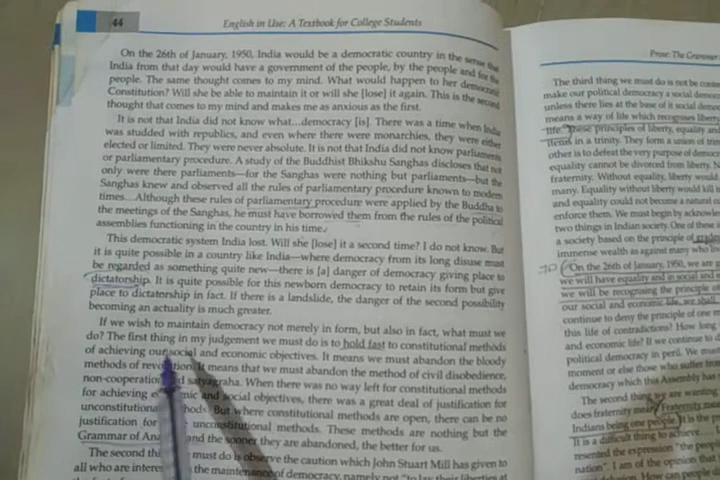 44
English in Use: A Textbook for College Students
On the 26th of January, 1950, India would be a democratic country in the sense that
India from that day would have a government of the people, by the people and for the
people. The same thought comes to my mind. What would happen to her democratic
Constitution? Will she be able to maintain it or will she [lose] it again. This is the second
thought that comes to my mind and makes me as anxious as the first.
It is not that India did not know what...democracy [is]. There was a time when India
was studded with republics, and even where there were monarchies, they were either
elected or limited. They were never absolute. It is not that India did not know parliaments
or parliamentary procedure. A study of the Buddhist Bhikshu Sanghas discloses that not
only were there parliaments—for the Sanghas were nothing but parliaments—but the
Sanghas knew and observed all the rules of parliamentary procedure known to modern
times...Although these rules of parliamentary procedure were applied by the Buddha to
the meetings of the Sanghas, he must have borrowed them from the rules of the political
assemblies functioning in the country in his time.
This democratic system India lost. Will she [lose] it a second time? I do not know. But
it is quite possible in a country like India—where democracy from its long disuse must
be regarded as something quite new—there is [a] danger of democracy giving place to
dictatorship. It is quite possible for this newborn democracy to retain its form but give
place to dictatorship in fact. If there is a landslide, the danger of the second possibility
becoming an actuality is much greater.
If we wish to maintain democracy not merely in form, but also in fact, what must we
do? The first thing in my judgement we must do is to hold fast to constitutional methods
of achieving our social and economic objectives. It means we must abandon the bloody
methods of revolution. It means that we must abandon the method of civil disobedience,
non-cooperation and satyagraha. When there was no way left for constitutional methods
for achieving economic and social objectives, there was a great deal of justification for
unconstitutional methods. But where constitutional methods are open, there can be no
justification for unconstitutional methods. These methods are nothing but the
Grammar of and the sooner they are abandoned, the better for us.
The second must do is observe the caution which John Stuart Mill has given to
all who are the maintenance of democracy, namely not "to lay their liberties at
Prose: The Grammar
The third thing we must do is not be
make our political democracy a social
unless there lies at the base of it social
means a way of life which recognises
life. These principles of liberty, equality and
items in a trinity. They form a union of
other is to defeat the very purpose of
equality cannot be divorced from liberty.
fraternity. Without equality, liberty would
many. Equality without liberty would kill
and equality could not become a natural
enforce them. We must begin by
two things in Indian society. One of these
a society based on the principle of
immense wealth as against many who
On the 26th of January, 1950, we are
we will have equality and in social and
we will be recognising the principle of
our social and economic life, we shall
continue to deny the principle of one
this life of contradictions? How long
and economic life? If we continue to
political democracy in peril. We must
moment or else those who suffer from
democracy which this Assembly has
The second thing we are wanting
does fraternity mean? Fraternity means
Indians being one people. It is the
It is a difficult thing to achieve
resented the expression "the people
nation". I am of the opinion that
How can people